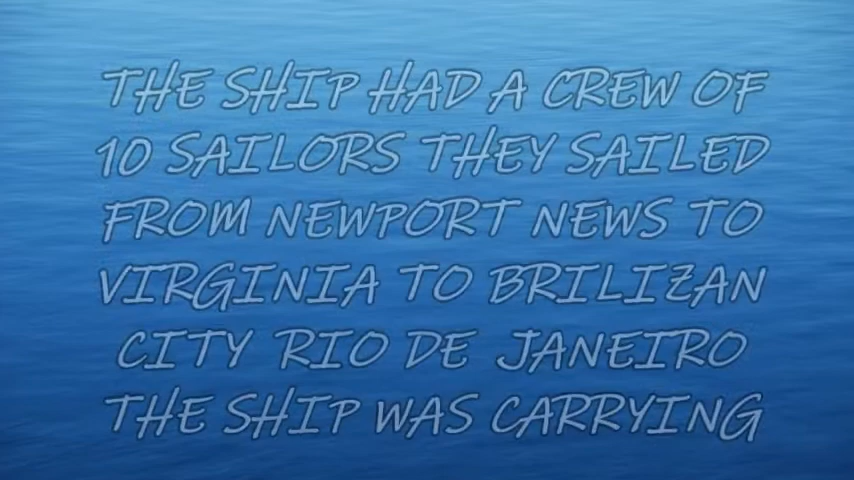 THE SHIP HAD A CREW OF
10 SAILORS THEY SAILED
FROM NEWPORT NEWS TO
VIRGINIA TO BRILIZAN
CITY RIO DE JANEIRO
THE SHIP WAS CARRYING